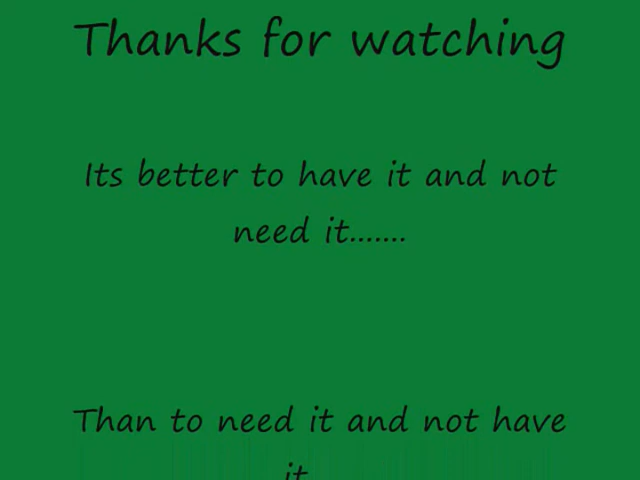 Thanks for watching
Its better to have it and not
need it.......
Than to need it and not have
it